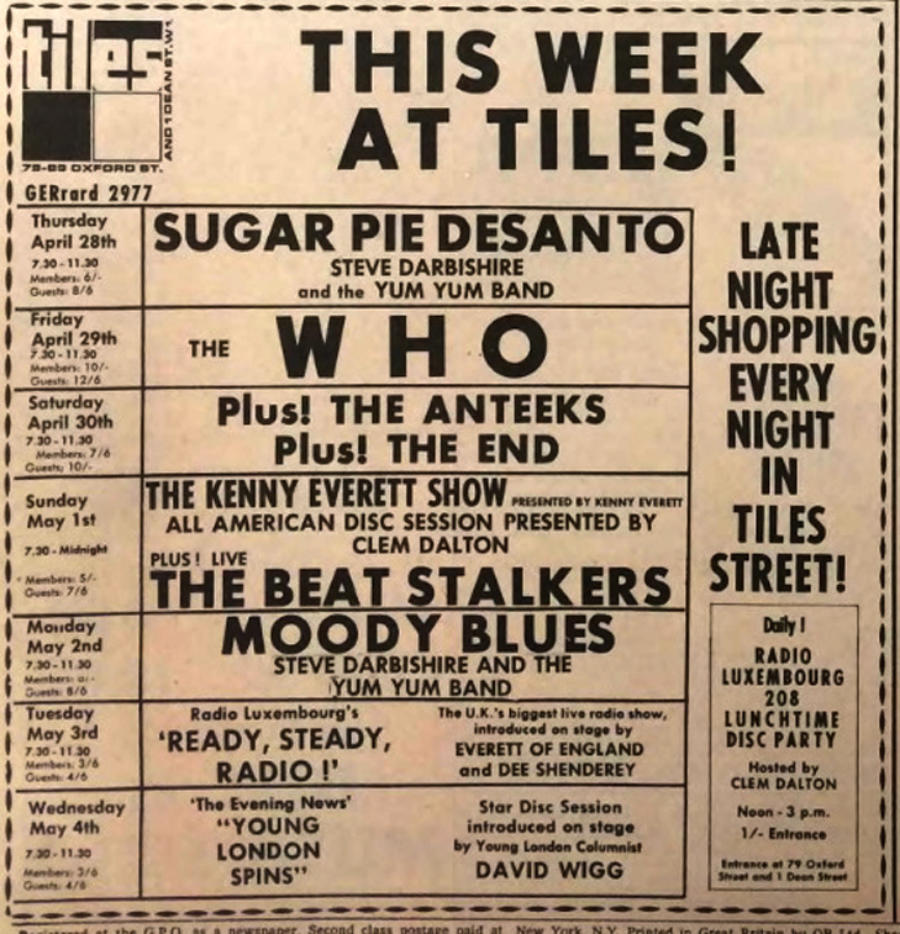 tiles
79-89 OXFORD ST.
AND 1 DEAN ST. W1
GERrard 2977
THIS WEEK
AT TILES!
Thursday
April 28th
7.30 - 11.30
Members: 6/-
Guests: 8/6
SUGAR PIE DESANTO
STEVE DARBISHIRE
and the YUM YUM BAND
Friday
April 29th
7.30 - 11.30
Members: 10/-
Guests: 12/6
THE WHO
Saturday
April 30th
7.30 - 11.30
Members: 7/6
Guests: 10/-
Plus! THE ANTEEKS
Plus! THE END
Sunday
May 1st
7.30 - Midnight
Members: 5/-
Guests: 7/6
THE KENNY EVERETT SHOW PRESENTED BY KENNY EVERETT
ALL AMERICAN DISC SESSION PRESENTED BY
CLEM DALTON
PLUS! LIVE
THE BEAT STALKERS
Monday
May 2nd
7.30 - 11.30
Members:
Guests: 8/6
MOODY BLUES
STEVE DARBISHIRE AND THE
YUM YUM BAND
Tuesday
May 3rd
7.30 - 11.30
Members: 3/6
Guests: 4/6
Radio Luxembourg's
'READY, STEADY,
RADIO !'
The U.K.'s biggest live radio show,
introduced on stage by
EVERETT OF ENGLAND
and DEE SHENDEREY
Wednesday
May 4th
7.30 - 11.30
Members: 3/6
Guests: 4/6
'The Evening News'
"YOUNG
LONDON
SPINS"
Star Disc Session
introduced on stage
by Young London Columnist
DAVID WIGG
LATE
NIGHT
SHOPPING
EVERY
NIGHT
IN
TILES
STREET!
Daily !
RADIO
LUXEMBOURG
208
LUNCHTIME
DISC PARTY
Hosted by
CLEM DALTON
Noon - 3 p.m.
1/- Entrance
Entrance at 79 Oxford
Street and 1 Dean Street
Registered at the G.P.O. as a newspaper. Second class postage paid at New York, N.Y. Printed in Great Britain by